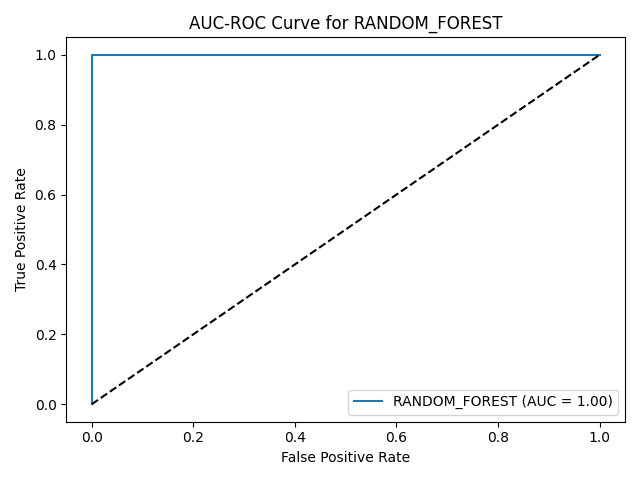 AUC-ROC Curve for RANDOM_FOREST
1.0
0.8
0.6
0.4
0.2
0.0
True Positive Rate
RANDOM_FOREST (AUC = 1.00)
0.0 0.2 0.4 0.6 0.8 1.0
False Positive Rate